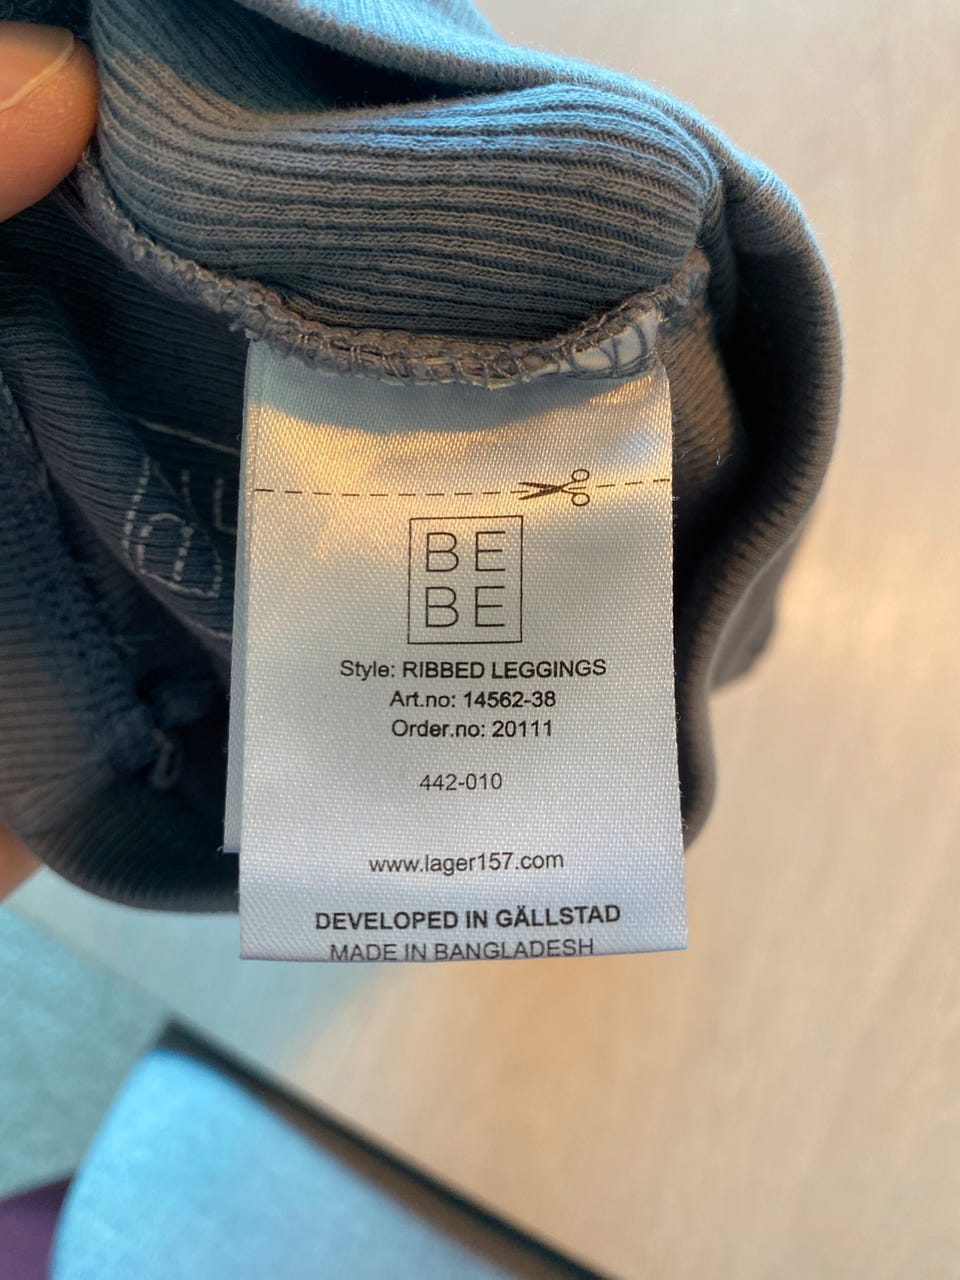 BE
BE
Style: RIBBED LEGGINGS
Art.no: 14562-38
Order.no: 20111
442-010
www.lager157.com
DEVELOPED IN GÄLLSTAD
MADE IN BANGLADESH